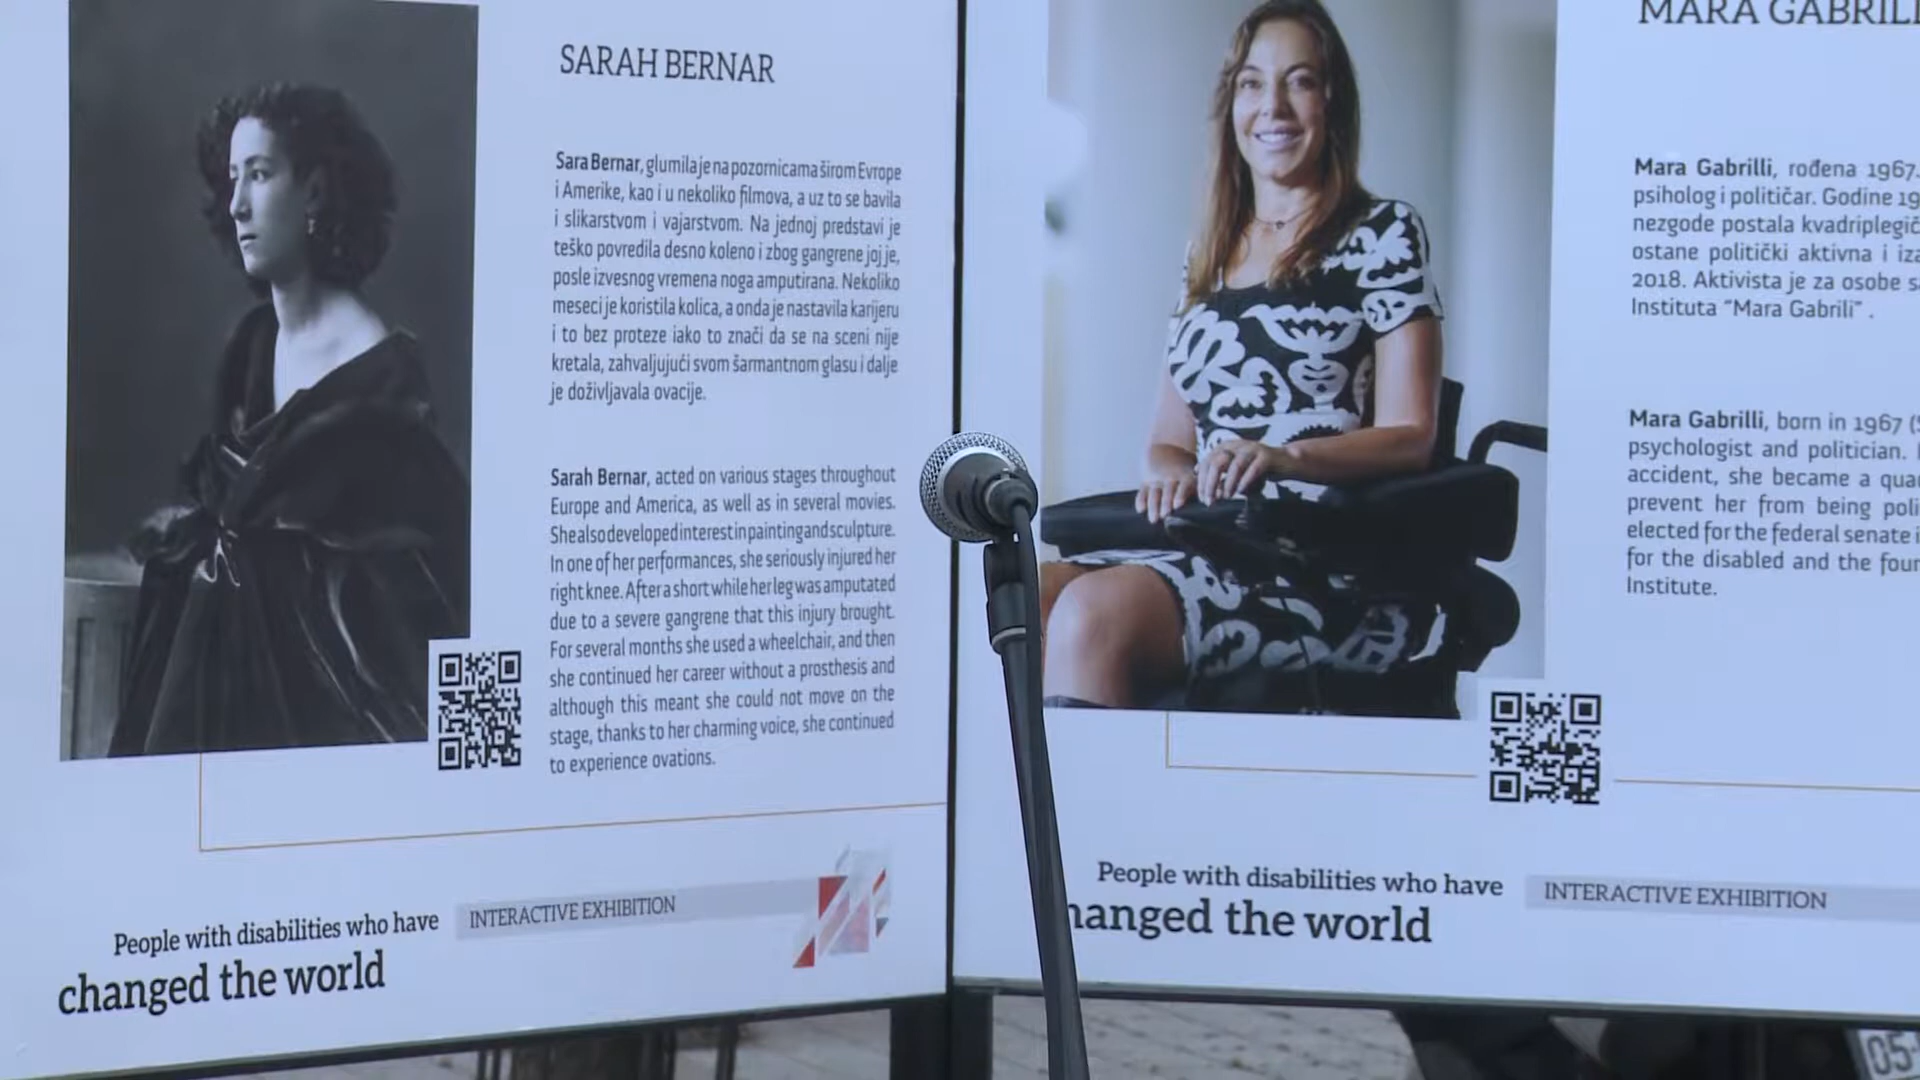 SARAH BERNAR
Sara Bernar, glumila je na pozornicama širom Evrope
i Amerike, kao i u nekoliko filmova, a uz to se bavila
i slikarstvom i vajarstvom. Na jednoj predstavi je
teško povredila desno koleno i zbog gangrene joj je,
posle izvesnog vremena noga amputirana. Nekoliko
meseci je koristila kolica, a onda je nastavila karijeru
i to bez proteze iako to znači da se na sceni nije
kretala, zahvaljujući svom šarmantnom glasu i dalje
je doživljavala ovacije.
Sarah Bernar, acted on various stages throughout
Europe and America, as well as in several movies.
She also developed interest in painting and sculpture.
In one of her performances, she seriously injured her
right knee. After a short while her leg was amputated
due to a severe gangrene that this injury brought.
For several months she used a wheelchair, and then
she continued her career without a prosthesis and
although this meant she could not move on the
stage, thanks to her charming voice, she continued
to experience ovations.
People with disabilities who have
changed the world
INTERACTIVE EXHIBITION
MARA
Mara Gabrilli, rođena 1967.
psiholog i političar. Godine
nezgode postala
ostane politički aktivna i
2018. Aktivista je za osobe
Instituta "Mara Gabrili" .
Mara Gabrilli, born in 1967
psychologist and politician.
accident, she became a
prevent her from being
elected for the federal senate
for the disabled and the
Institute.
People with disabilities who have
the world
INTERACTIVE EXHIBITION